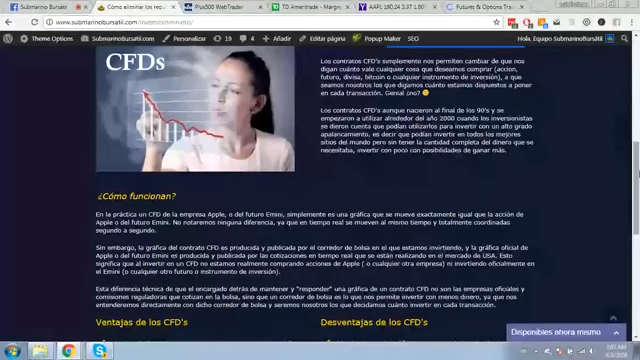 SubmarinoBursátil
Cómo eliminar los req
Plus500 WebTrader
TD Ameritrade - Margin
AAPL 190.24 3.37 1.80%
Futures & Options Tra
www.submarinobursatil.com/
Theme Options
Personalizar
19
0
Añadir
Popup Maker
SEO
Hola, Equipo SubmarinoBursátil
CFDs
Los contratos CFD's simplemente nos permiten cambiar de que nos
digan cuánto vale cualquier cosa que deseamos comprar (accion,
futuro, divisa, bitcoin o cualquier instrumento de inversión), a que
seamos nosotros los que digamos cuánto estamos dispuestos a poner
en cada transacción. Genial ¿no?
Los contratos CFD's aunque nacieron al final de los 90's y se
empezaron a utilizar alrededor del año 2000 cuando los inversionistas
se dieron cuenta que podían utilizarlos para invertir con un alto grado
apalancamiento, es decir que podían invertir en todos los mejores
sitios del mundo pero sin tener la cantidad completa del dinero que se
necesitaba, invertir con poco con posibilidades de ganar más.
¿Cómo funcionan?
En la práctica un CFD de la empresa Apple, o del futuro Emini, simplemente es una gráfica que se mueve exactamente igual que la acción de
Apple o del futuro Emini. No notaremos ninguna diferencia, ya que en tiempo real se mueven al mismo tiempo y totalmente coordinadas
segundo a segundo.
Sin embargo, la gráfica del contrato CFD es producida y publicada por el corredor de bolsa en el que estamos invirtiendo, y la gráfica oficial de
Apple o del futuro Emini es producida y publicada por las cotizaciones en tiempo real que se están realizando en el mercado de USA. Esto
significa que al invertir en un CFD no estamos realmente comprando acciones de Apple ( o cualquier otra empresa) ni invirtiendo oficialmente en
el Emini (o cualquier otro futuro o instrumento de inversión).
Esta diferencia técnica de que el encargado detrás de mantener y "responder" una gráfica de un contrato CFD no son las empresas oficiales y
comisiones reguladoras que cotizan en la bolsa, sino que un corredor de bolsa es lo que nos permite invertir con menos dinero, ya que nos
entenderemos directamente con dicho corredor de bolsa y seremos nosotros los que decidamos cuánto invertir en cada transacción.
Ventajas de los CFD's
Desventajas de los CFD's
Disponibles ahora mismo
2:02 AM